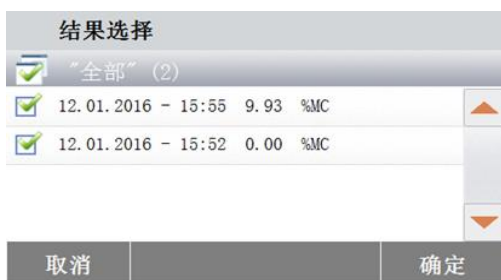 结果选择
"全部" (2)
12.01.2016 - 15:55 9.93 %MC
12.01.2016 - 15:52 0.00 %MC
取消 确定